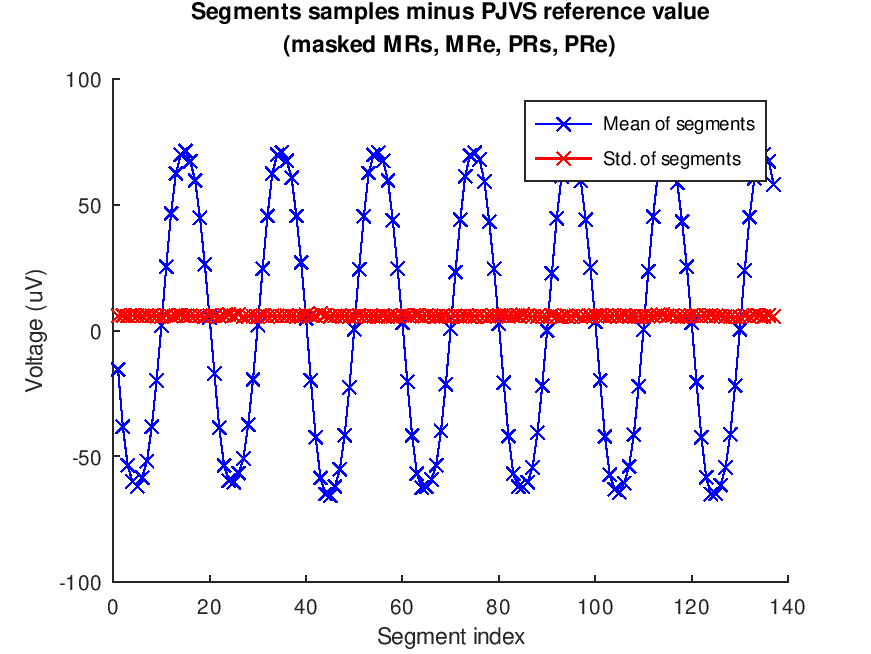 Segments samples minus PJVS reference value
(masked MRs, MRe, PRs, PRe)
100
50
0
-50
-100
Voltage (uV)
Mean of segments
Std. of segments
0 20 40 60 80 100 120 140
Segment index